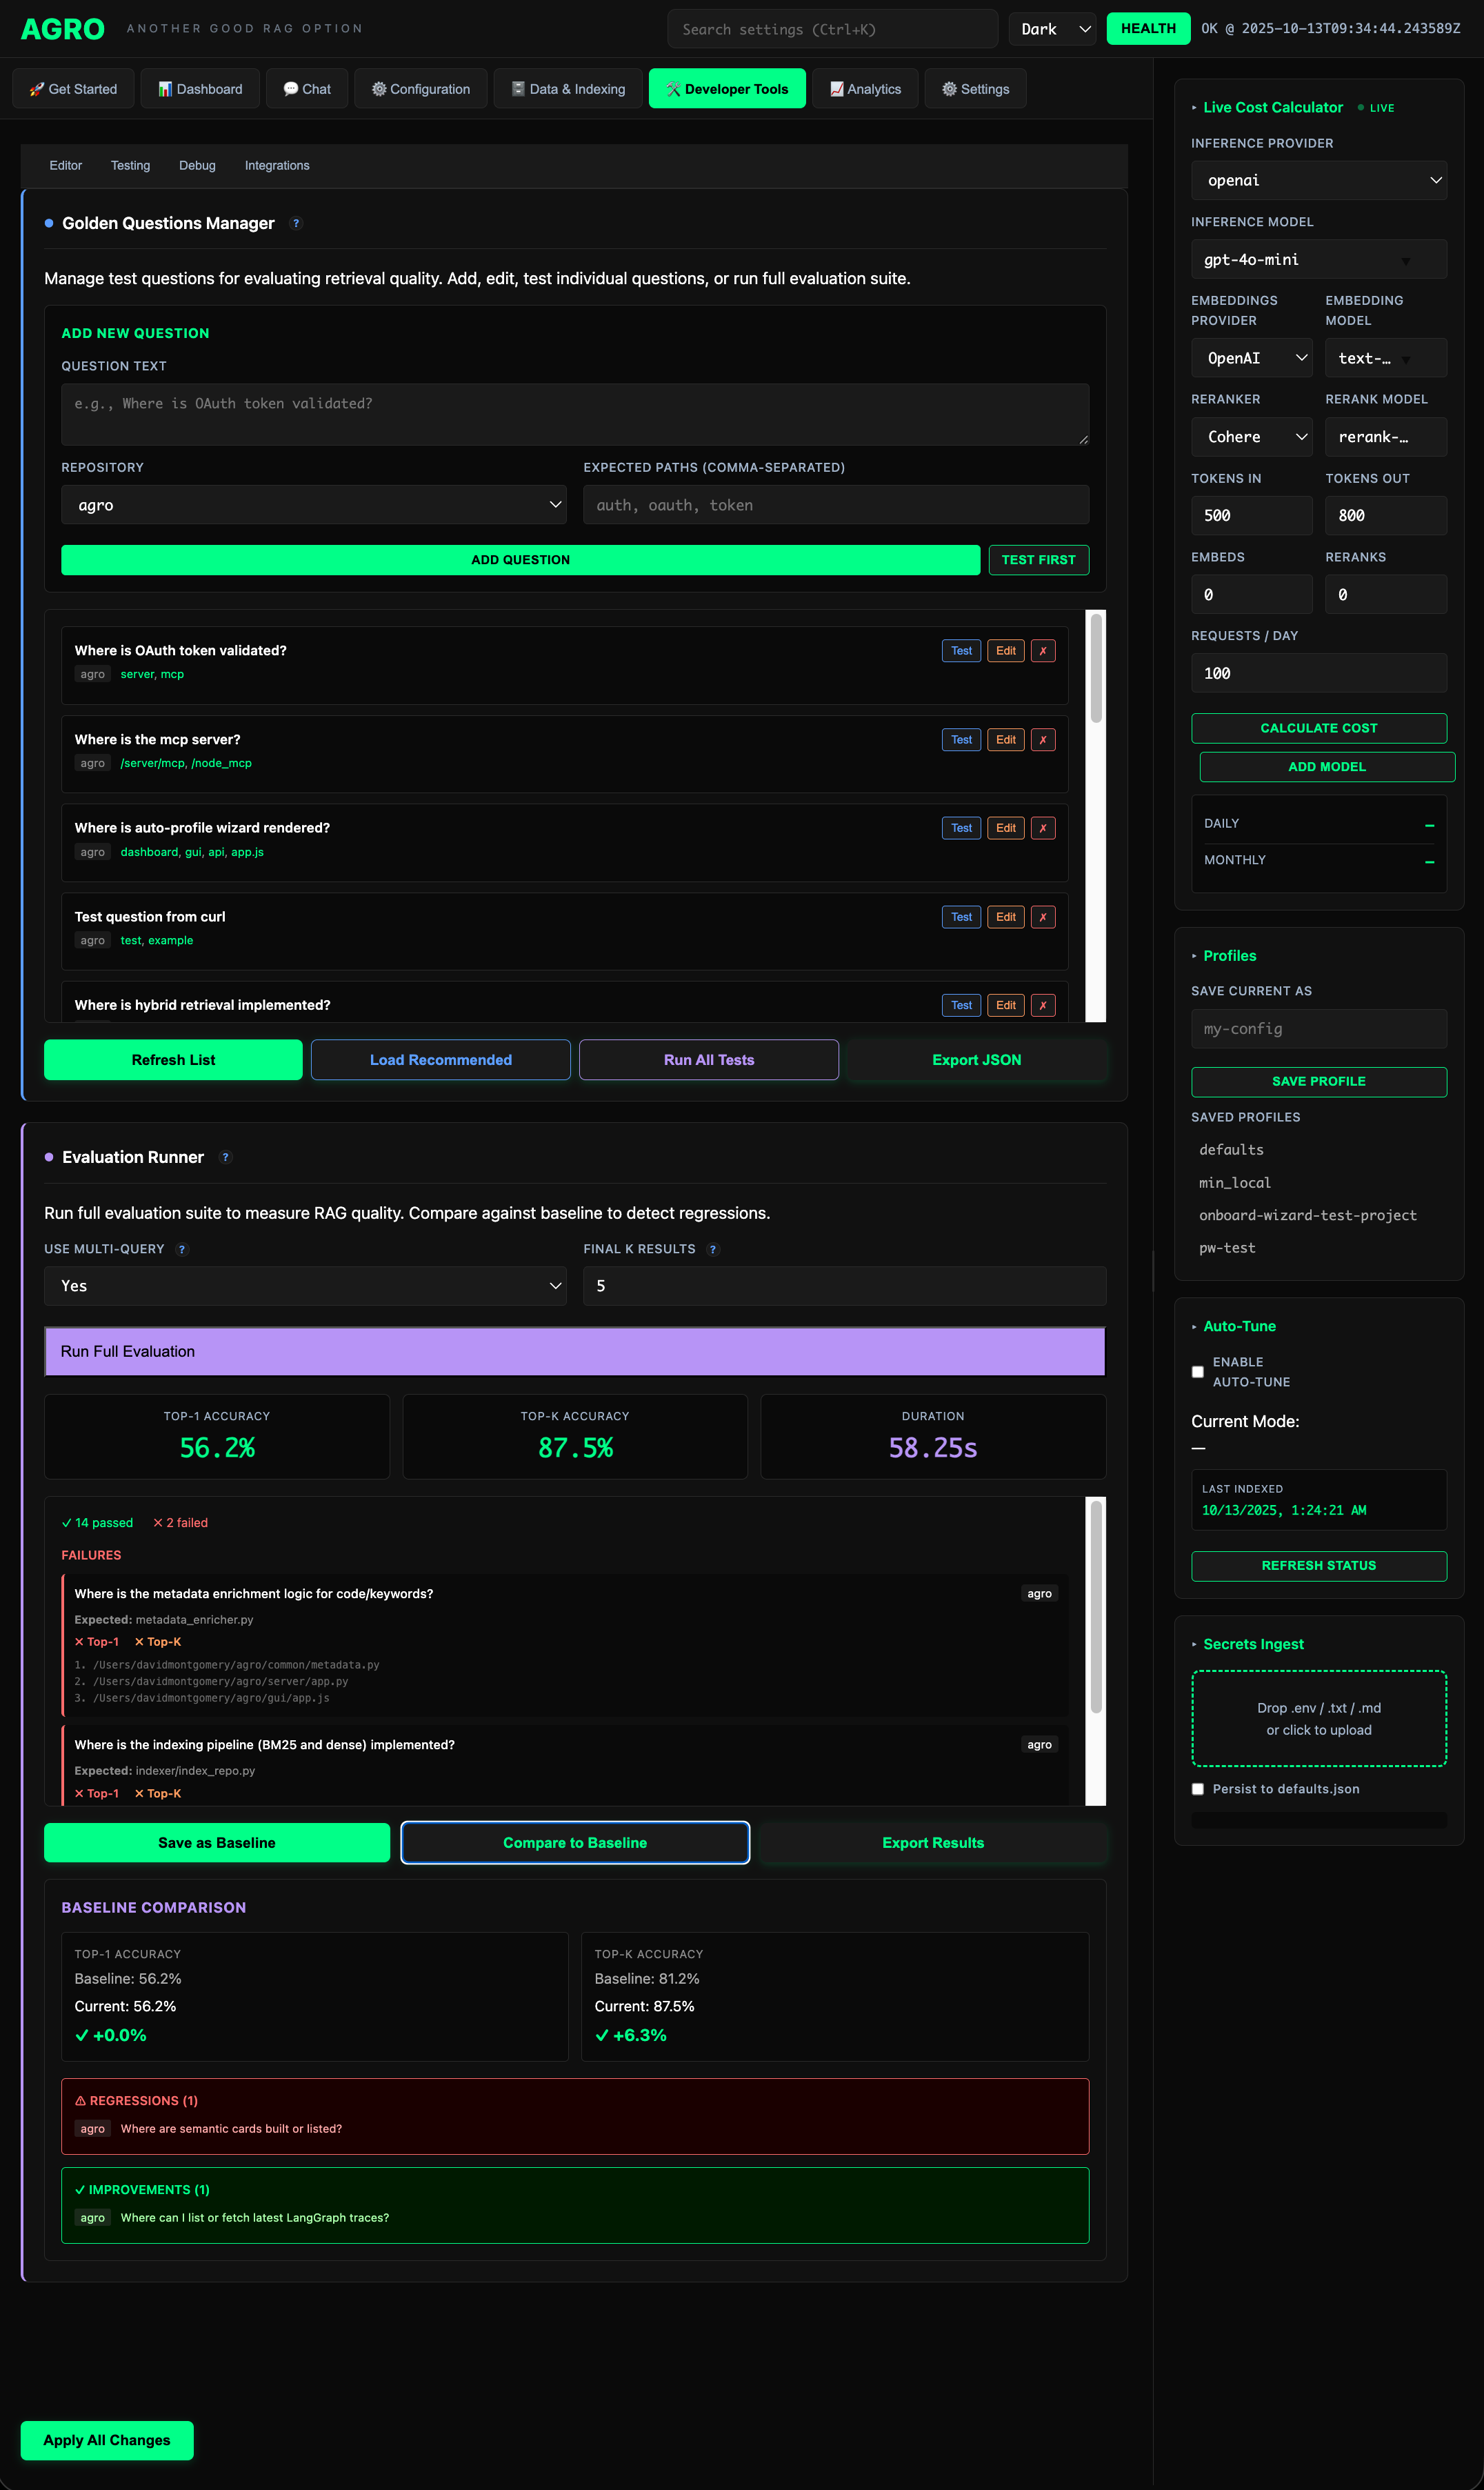 AGRO
ANOTHER GOOD RAG OPTION
Search settings (Ctrl+K)
Dark
HEALTH
OK @ 2025-10-13T09:34:44.243589Z
🚀 Get Started
📊 Dashboard
💬 Chat
⚙️ Configuration
🗄️ Data & Indexing
🛠️ Developer Tools
📈 Analytics
⚙️ Settings
Editor
Testing
Debug
Integrations
Golden Questions Manager ?
Manage test questions for evaluating retrieval quality. Add, edit, test individual questions, or run full evaluation suite.
ADD NEW QUESTION
QUESTION TEXT
e.g., Where is OAuth token validated?
REPOSITORY
EXPECTED PATHS (COMMA-SEPARATED)
agro
auth, oauth, token
ADD QUESTION
TEST FIRST
Where is OAuth token validated?
Test Edit ✗
agro server, mcp
Where is the mcp server?
Test Edit ✗
agro /server/mcp, /node_mcp
Where is auto-profile wizard rendered?
Test Edit ✗
agro dashboard, gui, api, app.js
Test question from curl
Test Edit ✗
agro test, example
Where is hybrid retrieval implemented?
Test Edit ✗
Refresh List
Load Recommended
Run All Tests
Export JSON
Evaluation Runner ?
Run full evaluation suite to measure RAG quality. Compare against baseline to detect regressions.
USE MULTI-QUERY ?
FINAL K RESULTS ?
Yes
5
Run Full Evaluation
TOP-1 ACCURACY
56.2%
TOP-K ACCURACY
87.5%
DURATION
58.25s
✓ 14 passed ✗ 2 failed
FAILURES
Where is the metadata enrichment logic for code/keywords?
agro
Expected: metadata_enricher.py
✗ Top-1 ✗ Top-K
1. /Users/davidmontgomery/agro/common/metadata.py
2. /Users/davidmontgomery/agro/server/app.py
3. /Users/davidmontgomery/agro/gui/app.js
Where is the indexing pipeline (BM25 and dense) implemented?
agro
Expected: indexer/index_repo.py
✗ Top-1 ✗ Top-K
Save as Baseline
Compare to Baseline
Export Results
BASELINE COMPARISON
TOP-1 ACCURACY
Baseline: 56.2%
Current: 56.2%
✓ +0.0%
TOP-K ACCURACY
Baseline: 81.2%
Current: 87.5%
✓ +6.3%
⚠ REGRESSIONS (1)
agro Where are semantic cards built or listed?
✓ IMPROVEMENTS (1)
agro Where can I list or fetch latest LangGraph traces?
Apply All Changes
Live Cost Calculator
LIVE
INFERENCE PROVIDER
openai
INFERENCE MODEL
gpt-4o-mini
EMBEDDINGS PROVIDER
EMBEDDING MODEL
OpenAI
text-…
RERANKER
RERANK MODEL
Cohere
rerank-…
TOKENS IN
TOKENS OUT
500
800
EMBEDS
RERANKS
0
0
REQUESTS / DAY
100
CALCULATE COST
ADD MODEL
DAILY —
MONTHLY —
Profiles
SAVE CURRENT AS
my-config
SAVE PROFILE
SAVED PROFILES
defaults
min_local
onboard-wizard-test-project
pw-test
Auto-Tune
ENABLE
AUTO-TUNE
Current Mode:
—
LAST INDEXED
10/13/2025, 1:24:21 AM
REFRESH STATUS
Secrets Ingest
Drop .env / .txt / .md
or click to upload
Persist to defaults.json